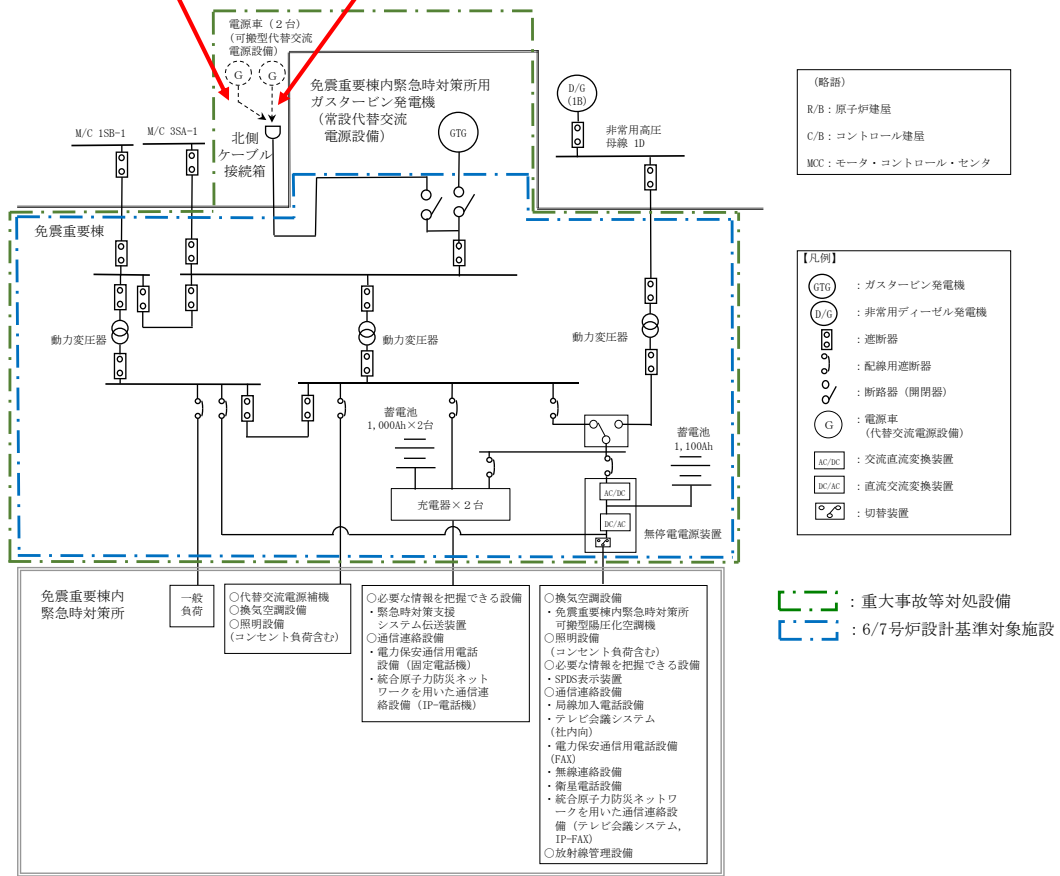 電源車（２台）
（可搬型代替交流
電源設備）
G
G
北側
ケーブル
接続箱
免震重要棟内緊急時対策所用
ガスタービン発電機
（常設代替交流
電源設備）
GTG
D/G
(1B)
非常用高圧
母線 1D
M/C 1SB-1
M/C 3SA-1
（略語）
R/B：原子炉建屋
C/B：コントロール建屋
MCC：モータ・コントロール・センタ
免震重要棟
動力変圧器
動力変圧器
動力変圧器
蓄電池
1,000Ah×2台
蓄電池
1,100Ah
充電器×２台
AC/DC
DC/AC
無停電電源装置
【凡例】
GTG
：ガスタービン発電機
D/G
：非常用ディーゼル発電機
：遮断器
：配線用遮断器
：断路器（開閉器）
G
：電源車
(代替交流電源設備)
AC/DC
：交流直流変換装置
DC/AC
：直流交流変換装置
：切替装置
：重大事故等対処設備
：6/7号炉設計基準対象施設
免震重要棟内
緊急時対策所
一般
負荷
○代替交流電源補機
○換気空調設備
○照明設備
(コンセント負荷含む)
○必要な情報を把握できる設備
・緊急時対策支援
システム伝送装置
○通信連絡設備
・電力保安通信用電話
設備（固定電話機）
・統合原子力防災ネット
ワークを用いた通信連
絡設備（IP-電話機）
○換気空調設備
・免震重要棟内緊急時対策所
可搬型陽圧化空調機
○照明設備
(コンセント負荷含む)
○必要な情報を把握できる設備
・SPDS表示装置
○通信連絡設備
・局線加入電話設備
・テレビ会議システム
(社内向)
・電力保安通信用電話設備
(FAX)
・無線連絡設備
・衛星電話設備
・統合原子力防災ネットワ
ークを用いた通信連絡設
備（テレビ会議システム,
IP-FAX）
○放射線管理設備